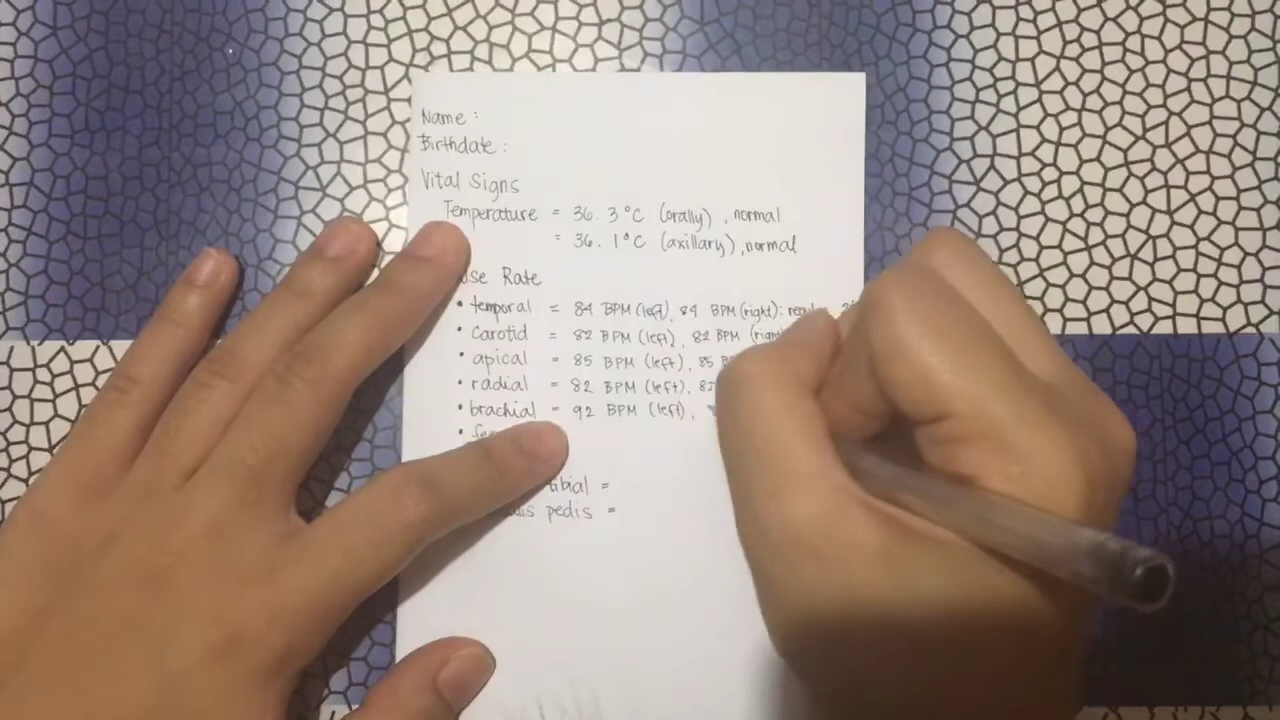 Name :
Birthdate :
Vital Signs
Temperature = 36.3°C (orally), normal
= 36.1°C (axillary), normal
Rate
• temporal = 84 BPM (left), 84 BPM (right):
• carotid = 82 BPM (left), 82 BPM
• apical = 85 BPM (left), 85
• radial = 82 BPM (left), 82
• brachial = 92 BPM (left),
•
=
pedis =